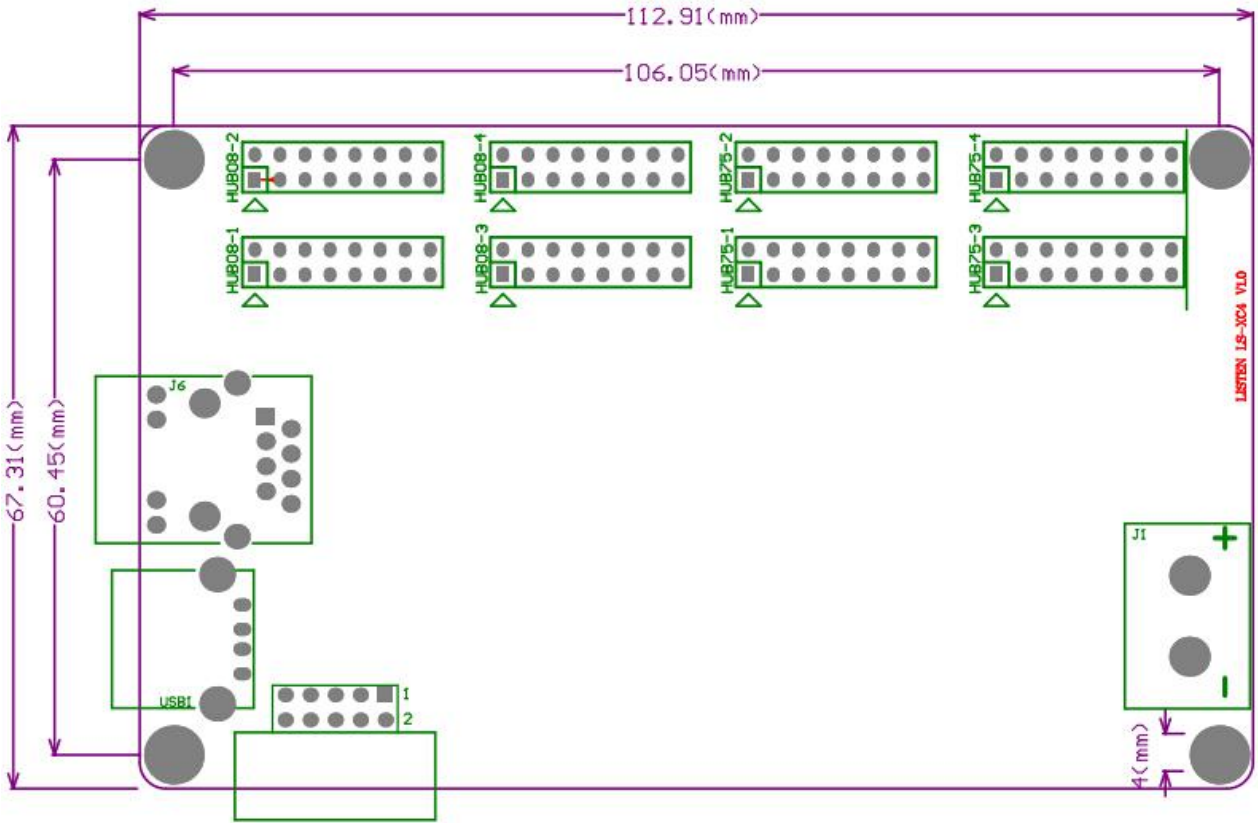 112.91(mm)
106.05(mm)
HUB08-2
HUB08-4
HUB75-2
HUB75-4
HUB08-1
HUB08-3
HUB75-1
HUB75-3
LISTEN LS-XC4 V1.0
67.31(mm)
60.45(mm)
J6
J1
+
-
USB1
1
2
4(mm)